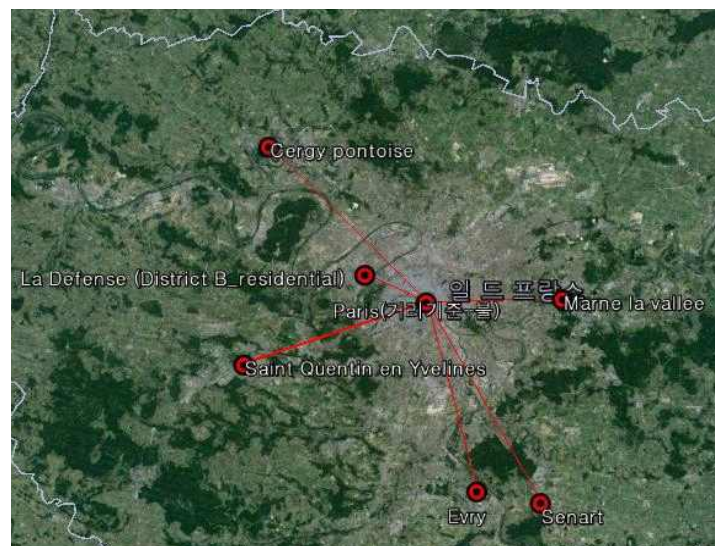 Cergy pontoise
La Defense (District B_residential)
일 드 프랑스
Marne la vallee
Paris(거리기준-불)
Saint Quentin en Yvelines
Evry
Senart